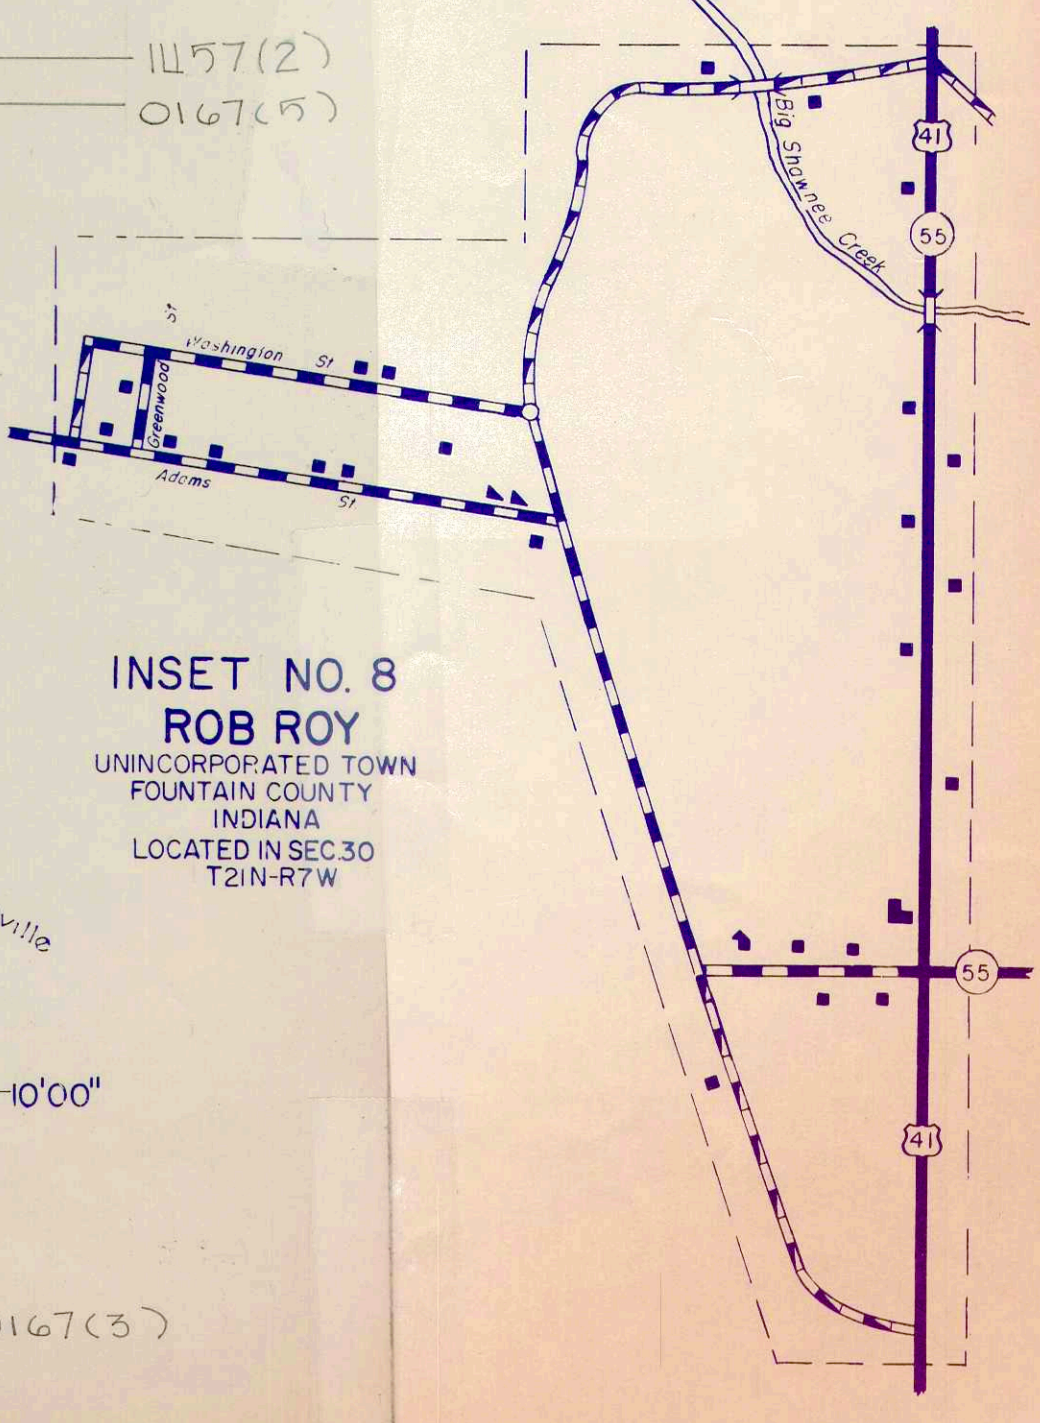 1457(2)
0167(5)
41
55
Big Shawnee Creek
St
Washington St
Greenwood
Adams St
INSET NO. 8
ROB ROY
UNINCORPORATED TOWN
FOUNTAIN COUNTY
INDIANA
LOCATED IN SEC.30
T21N-R7W
ville
55
10'00"
41
167(3)